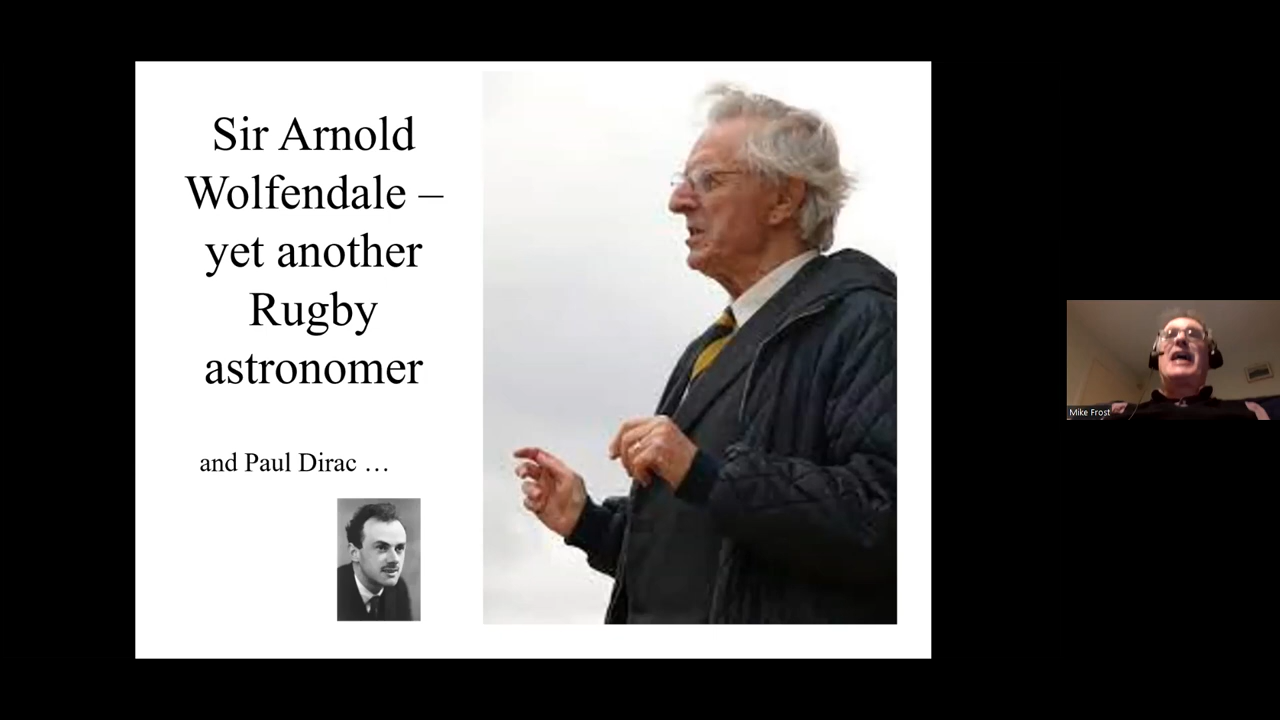 Sir Arnold
Wolfendale –
yet another
Rugby
astronomer
and Paul Dirac …
Mike Frost